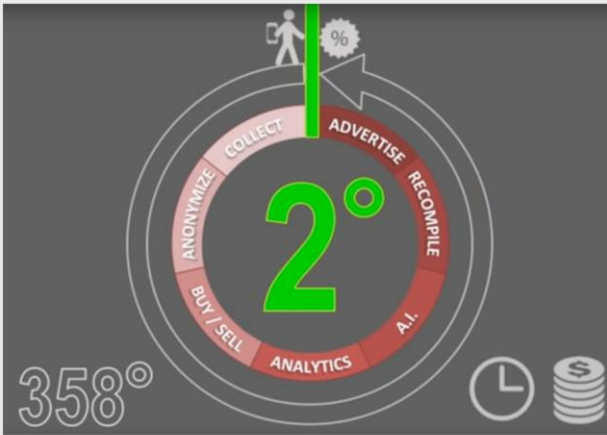 %
COLLECT
ADVERTISE
ANONYMIZE
RECOMPILE
2°
BUY / SELL
A.I.
ANALYTICS
358°
$